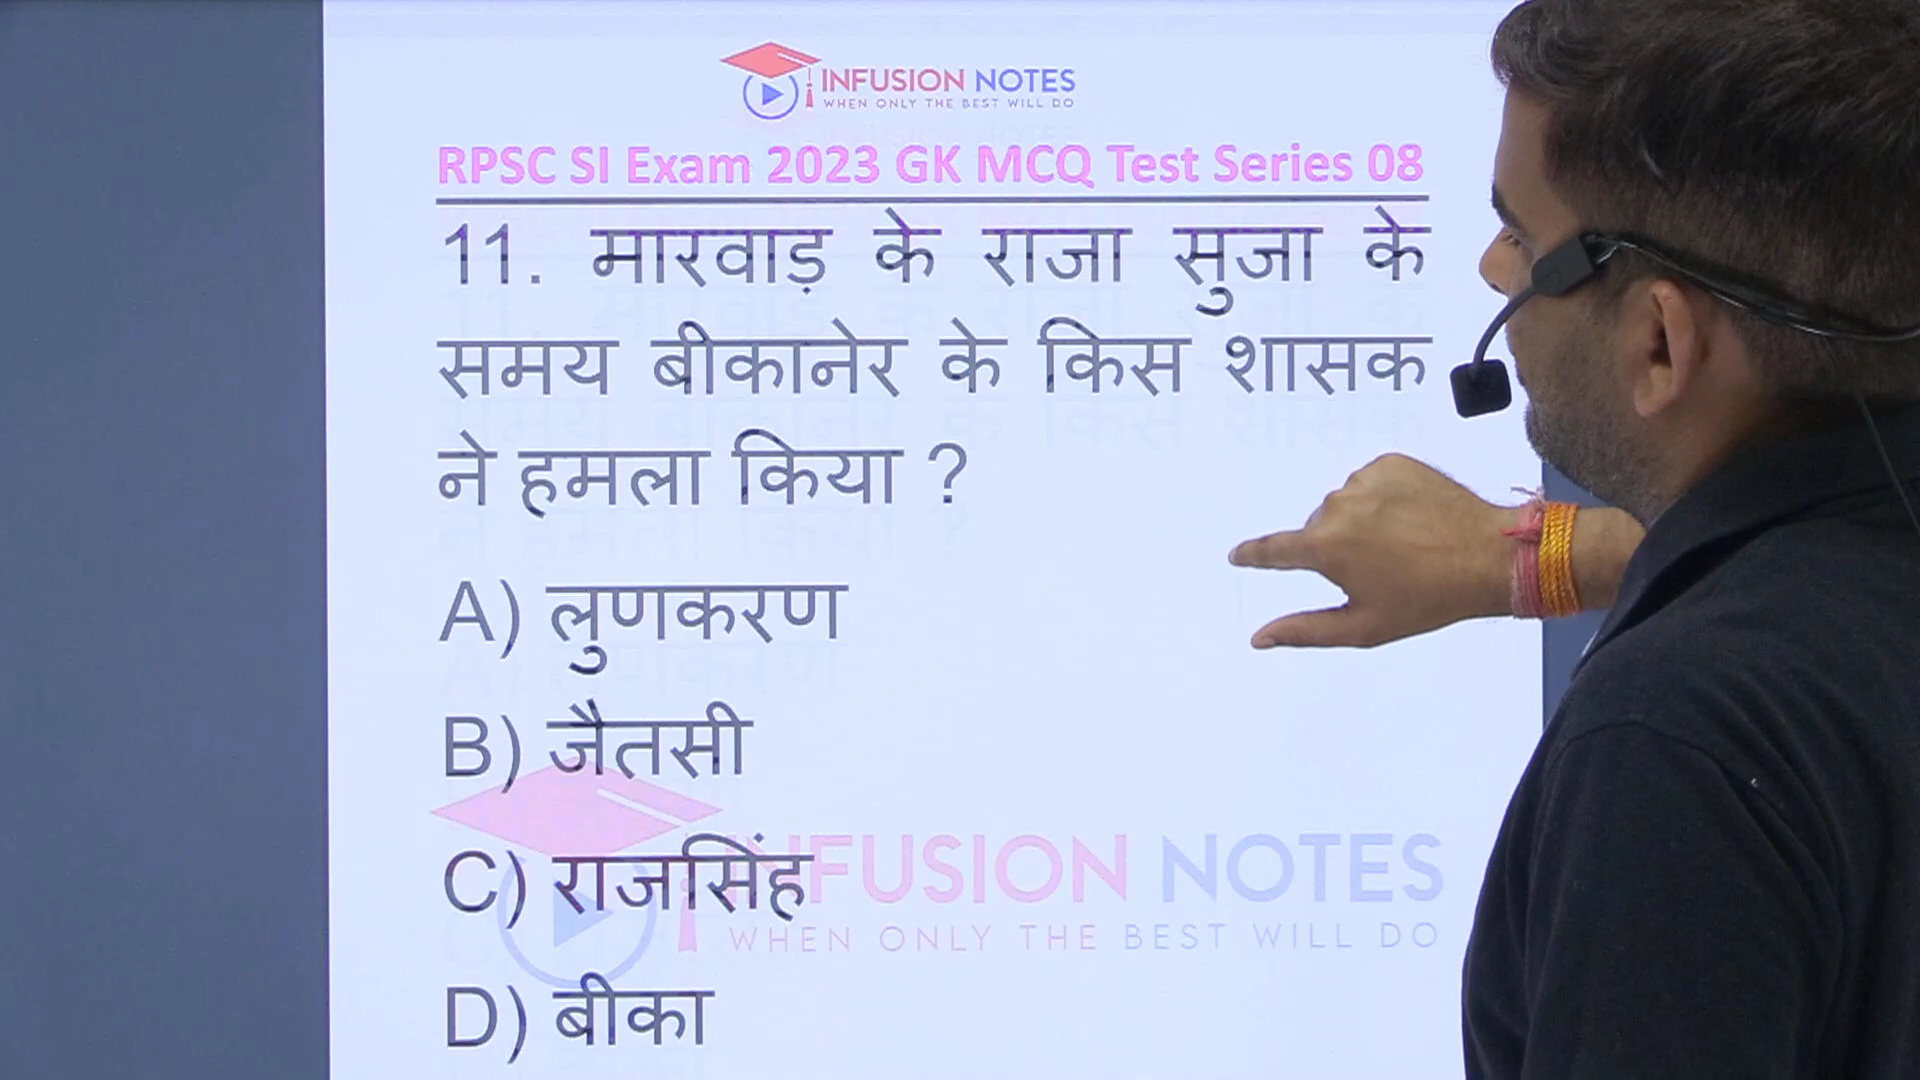 INFUSION NOTES
WHEN ONLY THE BEST WILL DO
RPSC SI Exam 2023 GK MCQ Test Series 08
11. मारवाड़ के राजा सुजा के
समय बीकानेर के किस शासक
ने हमला किया ?
A) लुणकरण
B) जैतसी
C) राजसिंह
INFUSION NOTES
WHEN ONLY THE BEST WILL DO
D) बीका